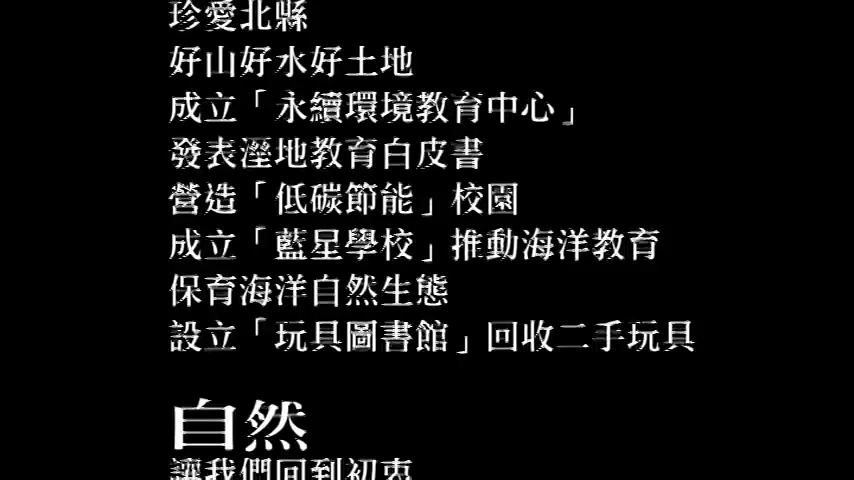 珍愛北縣
好山好水好土地
成立「永續環境教育中心」
發表溼地教育白皮書
營造「低碳節能」校園
成立「藍星學校」推動海洋教育
保育海洋自然生態
設立「玩具圖書館」回收二手玩具
自然
讓我們回到初衷